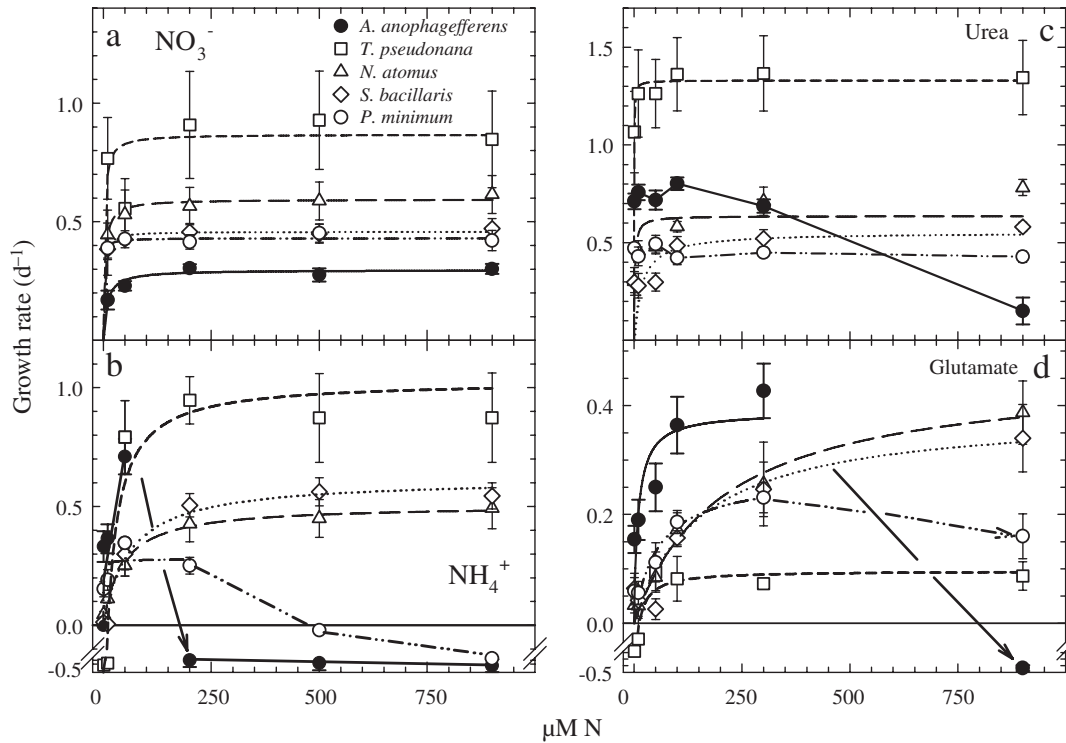 a
NO₃⁻
A. anophagefferens
T. pseudonana
N. atomus
S. bacillaris
P. minimum
1.0
0.5
Urea
c
1.5
1.0
0.5
Growth rate (d⁻¹)
b
1.0
0.5
0.0
-0.5
NH₄⁺
0
250
500
750
Glutamate
d
0.4
0.2
0.0
-0.5
0
250
500
750
µM N